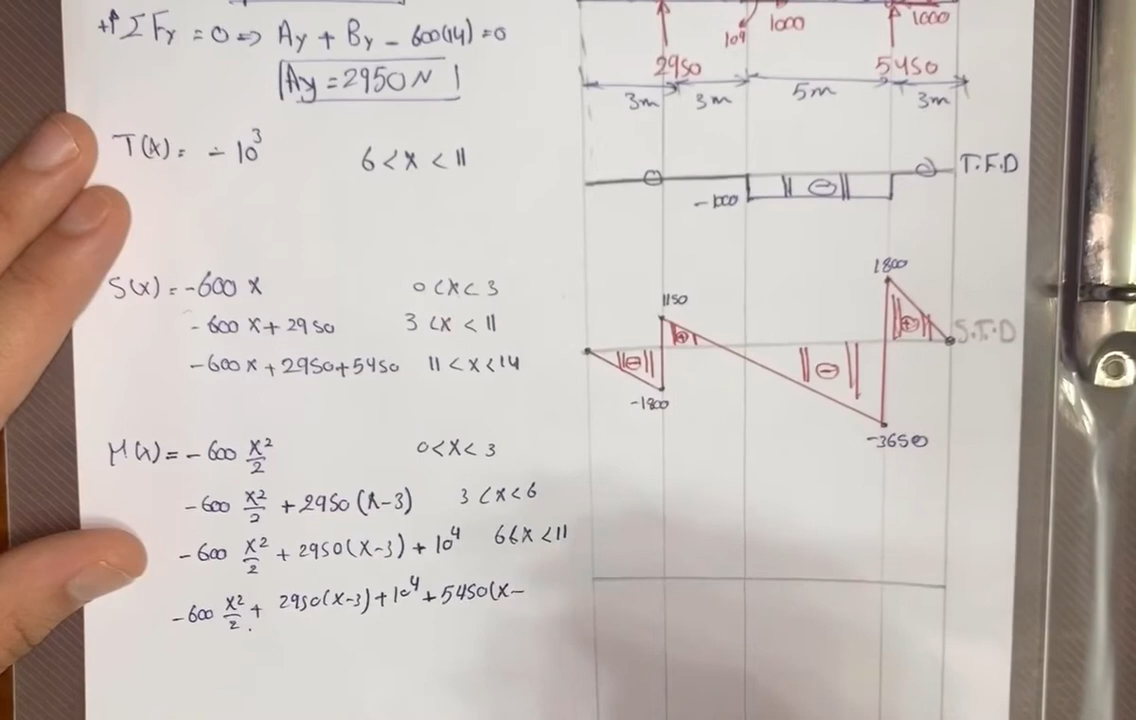 +↑ΣFy = 0 => Ay + By - 600(14) = 0
Ay = 2950 N
T(x) = -10³ 6 < x < 11
S(x) = -600 x 0 < x < 3
-600 x + 2950 3 < x < 11
-600x + 2950 + 5450 11 < x < 14
M(x) = -600 x²/2 0 < x < 3
-600 x²/2 + 2950 (x-3) 3 < x < 6
-600 x²/2 + 2950(x-3) + 10⁴ 6 < x < 11
-600 x²/2 + 2950(x-3) + 10⁴ + 5450(x-
10⁴ 1000 1000
2950 5450
3m 3m 5m 3m
T.F.D
-1000 ⊖
1800
1150
⊕ ⊕ S.F.D
⊖ ⊖
-1800
-3650